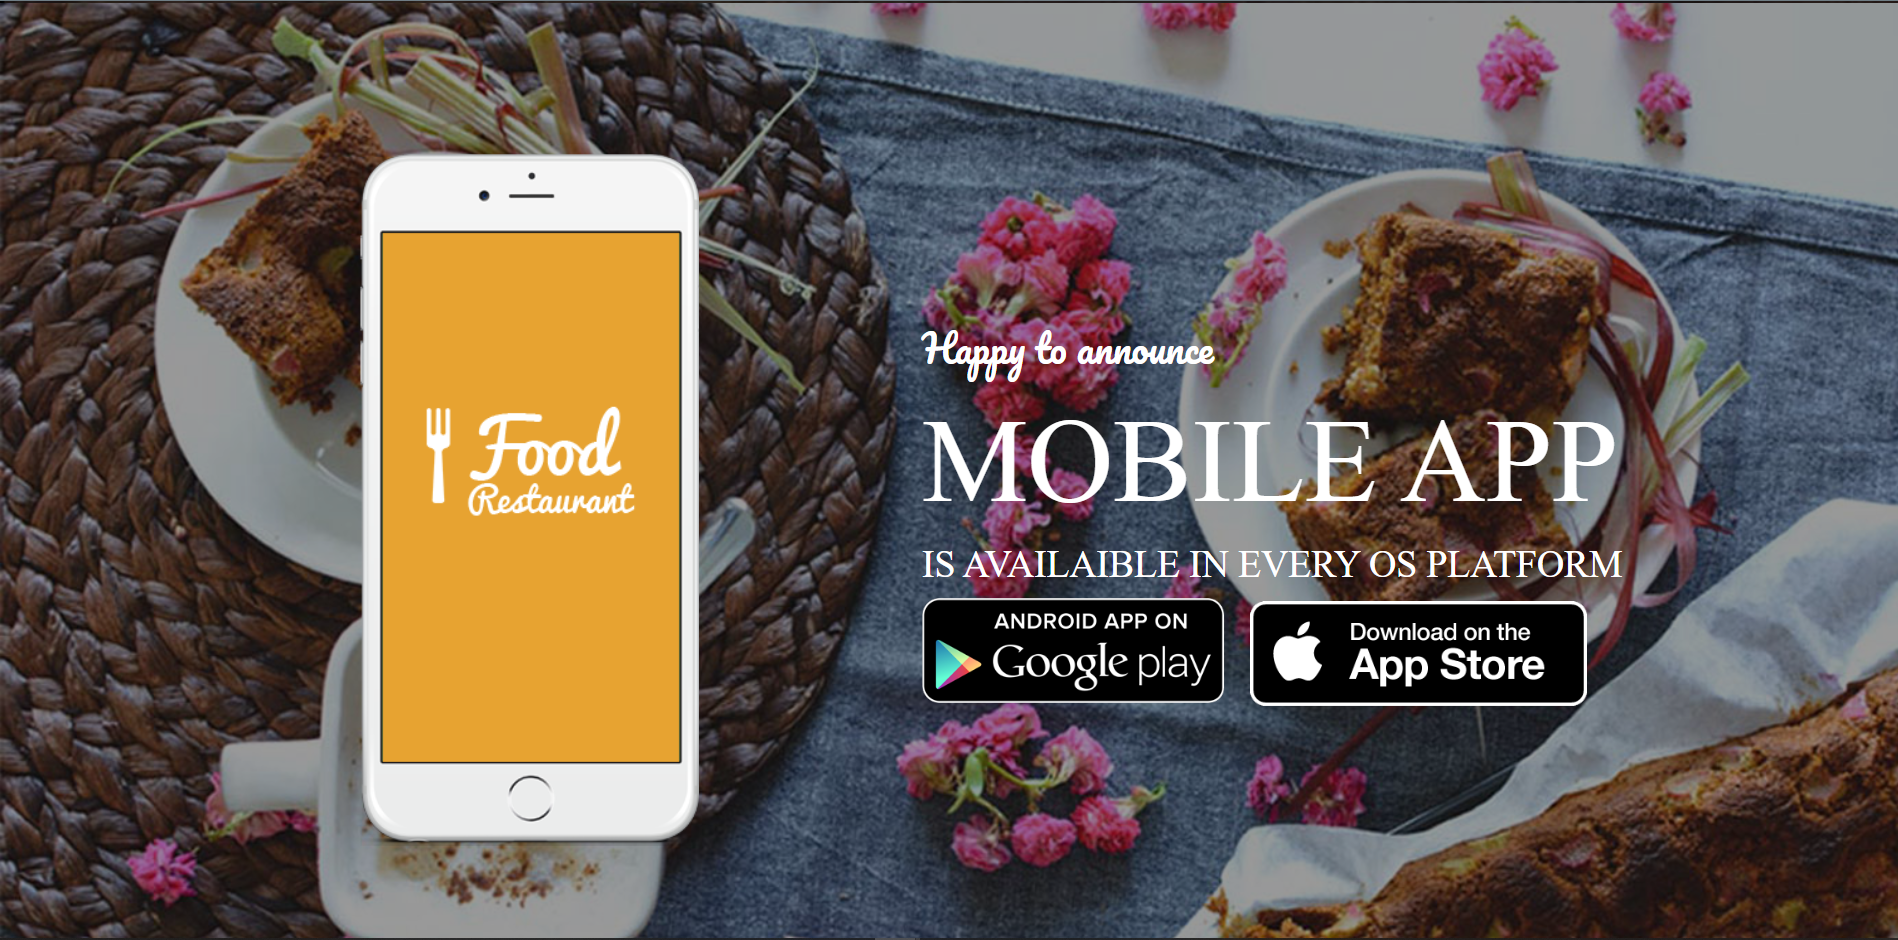 Food
Restaurant
Happy to announce
MOBILE APP
IS AVAILAIBLE IN EVERY OS PLATFORM
ANDROID APP ON
Google play
Download on the
App Store